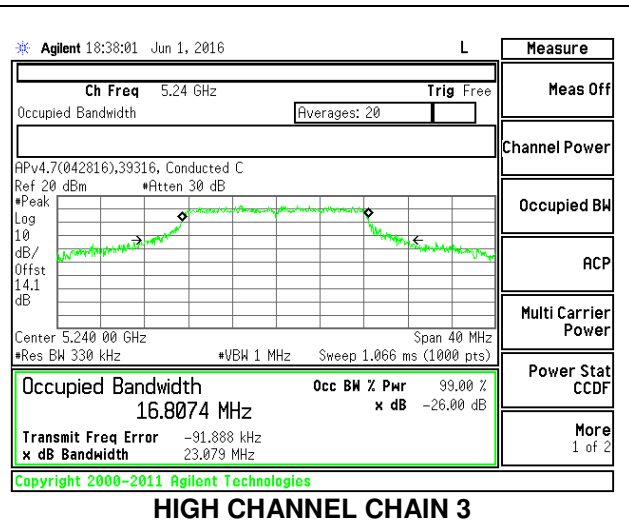 Agilent 18:38:01 Jun 1, 2016 L
Measure
Ch Freq 5.24 GHz Trig Free
Occupied Bandwidth Averages: 20
Meas Off
Channel Power
APv4.7(042816),39316, Conducted C
Ref 20 dBm #Atten 30 dB
#Peak
Log
10
dB/
Offst
14.1
dB
Occupied BW
ACP
Multi Carrier
Power
Center 5.240 00 GHz Span 40 MHz
#Res BW 330 kHz #VBW 1 MHz Sweep 1.066 ms (1000 pts)
Occupied Bandwidth Occ BW % Pwr 99.00 %
16.8074 MHz x dB -26.00 dB
Transmit Freq Error -91.888 kHz
x dB Bandwidth 23.079 MHz
Power Stat
CCDF
More
1 of 2
Copyright 2000-2011 Agilent Technologies
HIGH CHANNEL CHAIN 3